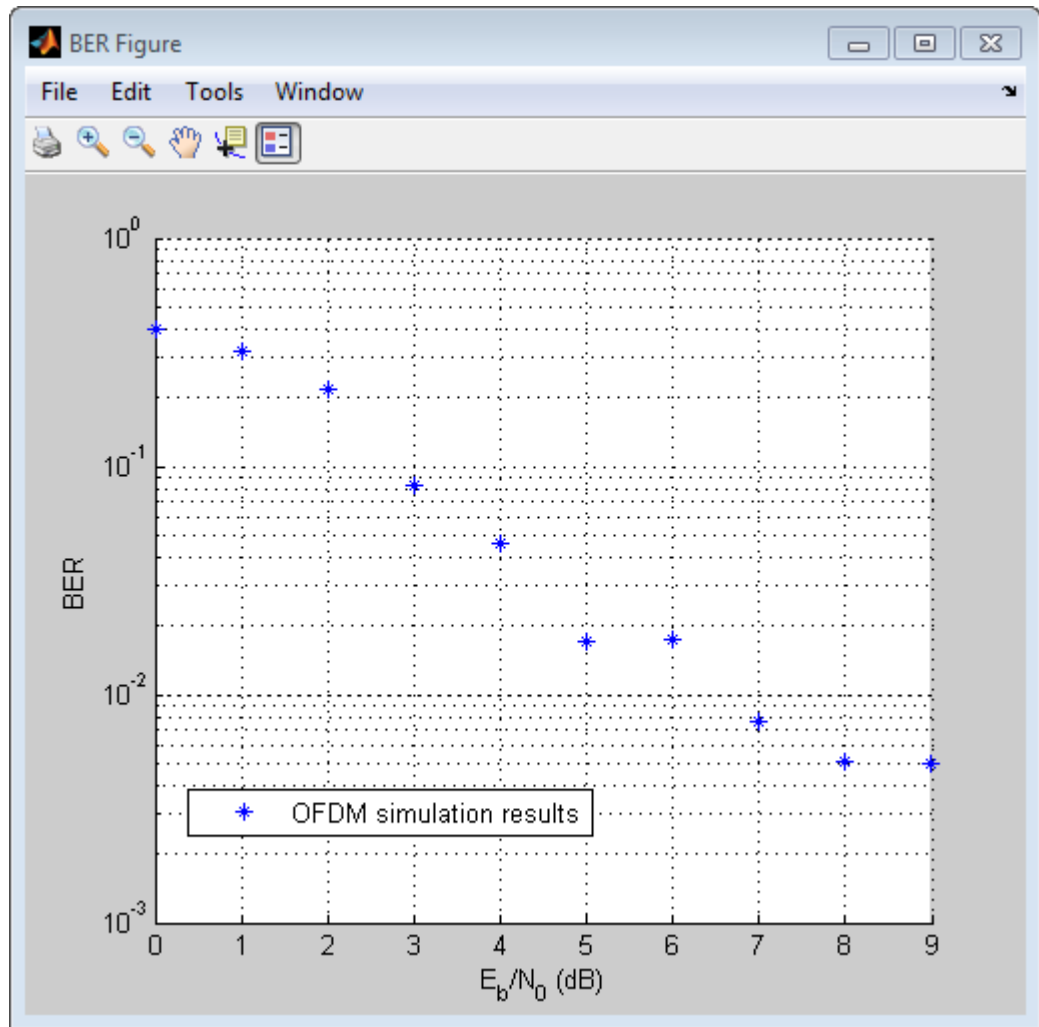 BER Figure
File Edit Tools Window
10^0
10^-1
10^-2
10^-3
BER
OFDM simulation results
0 1 2 3 4 5 6 7 8 9
E_b/N_0 (dB)